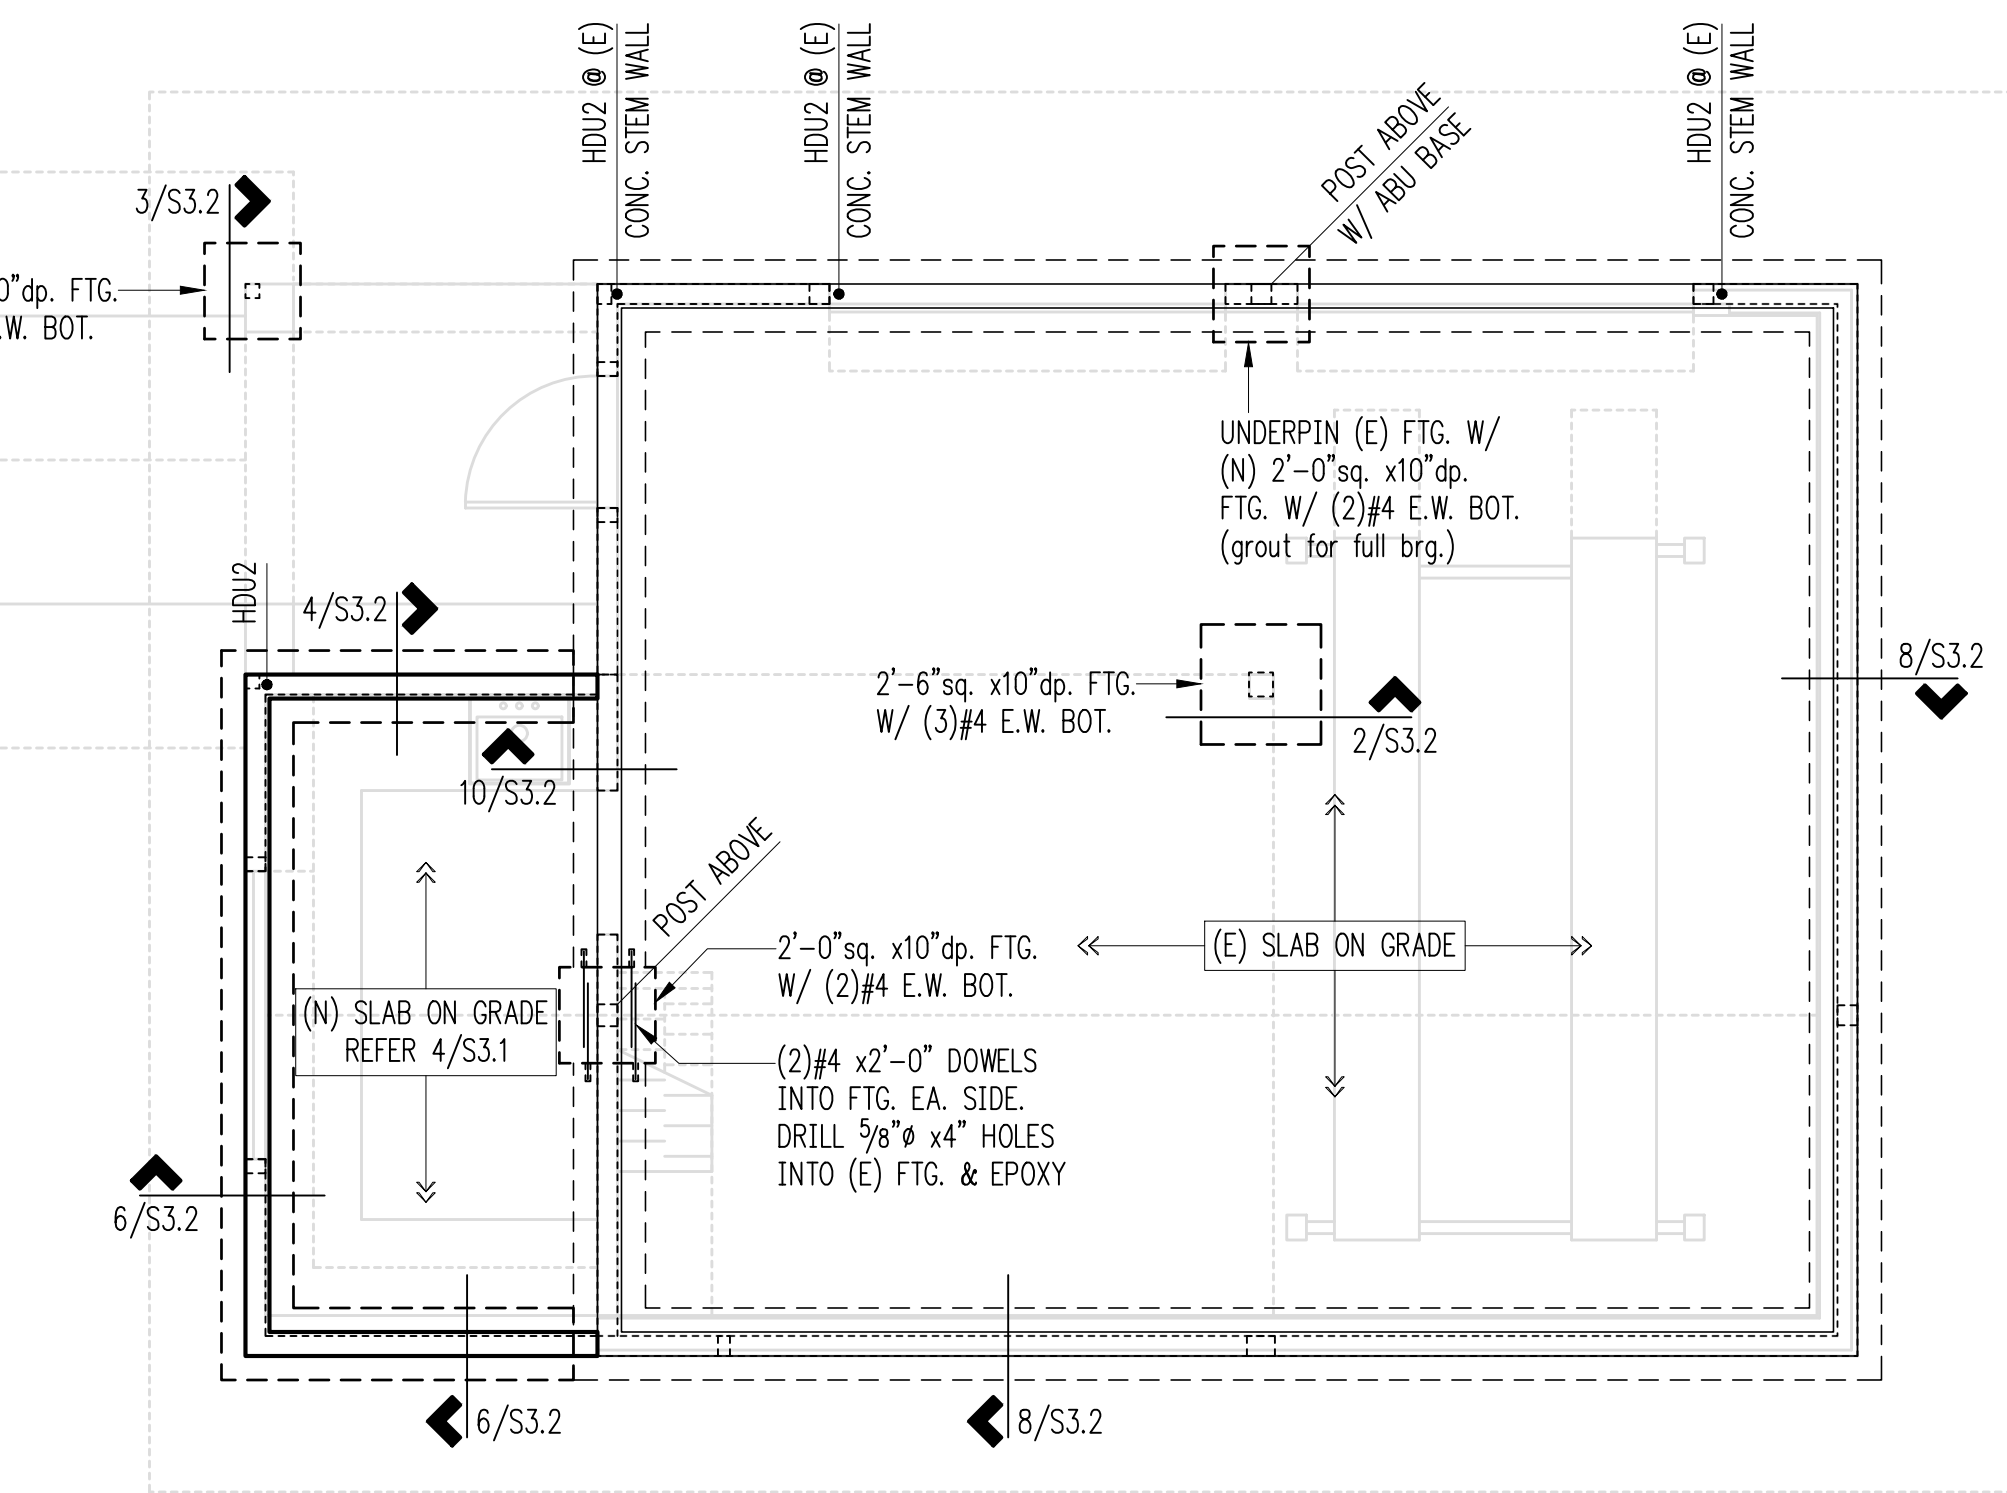 HDU2 @ (E)
CONC. STEM WALL
HDU2 @ (E)
CONC. STEM WALL
HDU2 @ (E)
CONC. STEM WALL
POST ABOVE
W/ ABU BASE
3/S3.2
0"dp. FTG.
.W. BOT.
UNDERPIN (E) FTG. W/
(N) 2'-0"sq. x10"dp.
FTG. W/ (2)#4 E.W. BOT.
(grout for full brg.)
HDU2
4/S3.2
8/S3.2
2'-6"sq. x10"dp. FTG.
W/ (3)#4 E.W. BOT.
2/S3.2
10/S3.2
POST ABOVE
2'-0"sq. x10"dp. FTG.
W/ (2)#4 E.W. BOT.
(E) SLAB ON GRADE
(N) SLAB ON GRADE
REFER 4/S3.1
(2)#4 x2'-0" DOWELS
INTO FTG. EA. SIDE.
DRILL 5/8"ø x4" HOLES
INTO (E) FTG. & EPOXY
6/S3.2
6/S3.2
8/S3.2